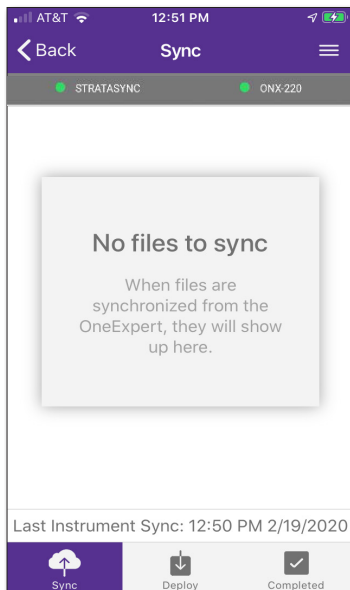 AT&T 12:51 PM
Back Sync
STRATASYNC ONX-220
No files to sync
When files are
synchronized from the
OneExpert, they will show
up here.
Last Instrument Sync: 12:50 PM 2/19/2020
Sync Deploy Completed